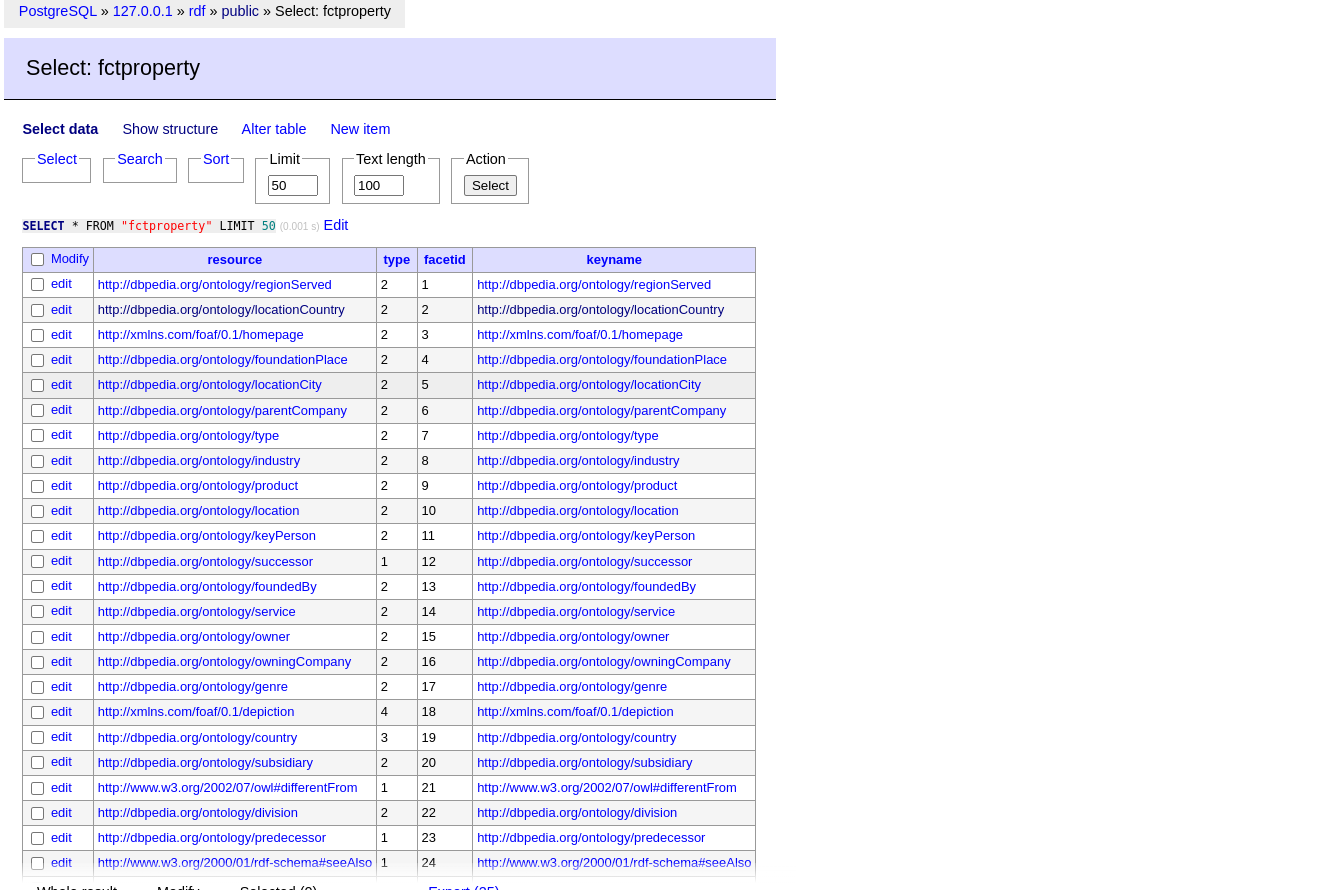 PostgreSQL » 127.0.0.1 » rdf » public » Select: fctproperty
Select: fctproperty
Select data Show structure Alter table New item
Select Search Sort Limit Text length Action
50 100 Select
SELECT * FROM "fctproperty" LIMIT 50 (0.001 s) Edit
Modify resource type facetid keyname
edit http://dbpedia.org/ontology/regionServed 2 1 http://dbpedia.org/ontology/regionServed
edit http://dbpedia.org/ontology/locationCountry 2 2 http://dbpedia.org/ontology/locationCountry
edit http://xmlns.com/foaf/0.1/homepage 2 3 http://xmlns.com/foaf/0.1/homepage
edit http://dbpedia.org/ontology/foundationPlace 2 4 http://dbpedia.org/ontology/foundationPlace
edit http://dbpedia.org/ontology/locationCity 2 5 http://dbpedia.org/ontology/locationCity
edit http://dbpedia.org/ontology/parentCompany 2 6 http://dbpedia.org/ontology/parentCompany
edit http://dbpedia.org/ontology/type 2 7 http://dbpedia.org/ontology/type
edit http://dbpedia.org/ontology/industry 2 8 http://dbpedia.org/ontology/industry
edit http://dbpedia.org/ontology/product 2 9 http://dbpedia.org/ontology/product
edit http://dbpedia.org/ontology/location 2 10 http://dbpedia.org/ontology/location
edit http://dbpedia.org/ontology/keyPerson 2 11 http://dbpedia.org/ontology/keyPerson
edit http://dbpedia.org/ontology/successor 1 12 http://dbpedia.org/ontology/successor
edit http://dbpedia.org/ontology/foundedBy 2 13 http://dbpedia.org/ontology/foundedBy
edit http://dbpedia.org/ontology/service 2 14 http://dbpedia.org/ontology/service
edit http://dbpedia.org/ontology/owner 2 15 http://dbpedia.org/ontology/owner
edit http://dbpedia.org/ontology/owningCompany 2 16 http://dbpedia.org/ontology/owningCompany
edit http://dbpedia.org/ontology/genre 2 17 http://dbpedia.org/ontology/genre
edit http://xmlns.com/foaf/0.1/depiction 4 18 http://xmlns.com/foaf/0.1/depiction
edit http://dbpedia.org/ontology/country 3 19 http://dbpedia.org/ontology/country
edit http://dbpedia.org/ontology/subsidiary 2 20 http://dbpedia.org/ontology/subsidiary
edit http://www.w3.org/2002/07/owl#differentFrom 1 21 http://www.w3.org/2002/07/owl#differentFrom
edit http://dbpedia.org/ontology/division 2 22 http://dbpedia.org/ontology/division
edit http://dbpedia.org/ontology/predecessor 1 23 http://dbpedia.org/ontology/predecessor
edit http://www.w3.org/2000/01/rdf-schema#seeAlso 1 24 http://www.w3.org/2000/01/rdf-schema#seeAlso
Whole result Modify Selected (0) Export (25)